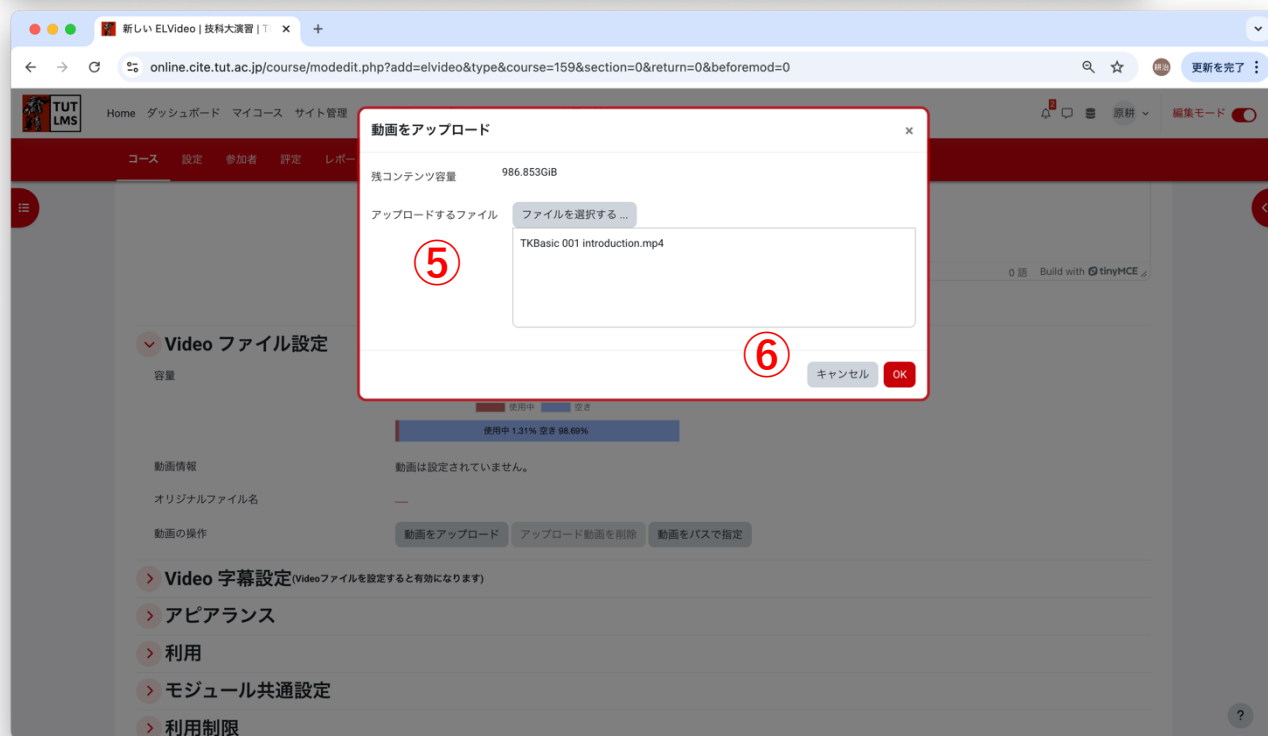 新しい ELVideo | 技科大演習 | T
online.cite.tut.ac.jp/course/modedit.php?add=elvideo&type&course=159&section=0&return=0&beforemod=0
耕治
更新を完了
TUT LMS
Home ダッシュボード マイコース サイト管理
2
原耕
編集モード
コース 設定 参加者 評定 レポー
動画をアップロード
×
残コンテンツ容量 986.853GiB
アップロードするファイル ファイルを選択する ...
TKBasic 001 introduction.mp4
⑤
0 語 Build with tinyMCE
⑥
キャンセル OK
Video ファイル設定
容量
使用中 空き
使用中 1.31% 空き 98.69%
動画情報 動画は設定されていません。
オリジナルファイル名 ----
動画の操作 動画をアップロード アップロード動画を削除 動画をパスで指定
Video 字幕設定(Videoファイルを設定すると有効になります)
アピアランス
利用
モジュール共通設定
利用制限
?